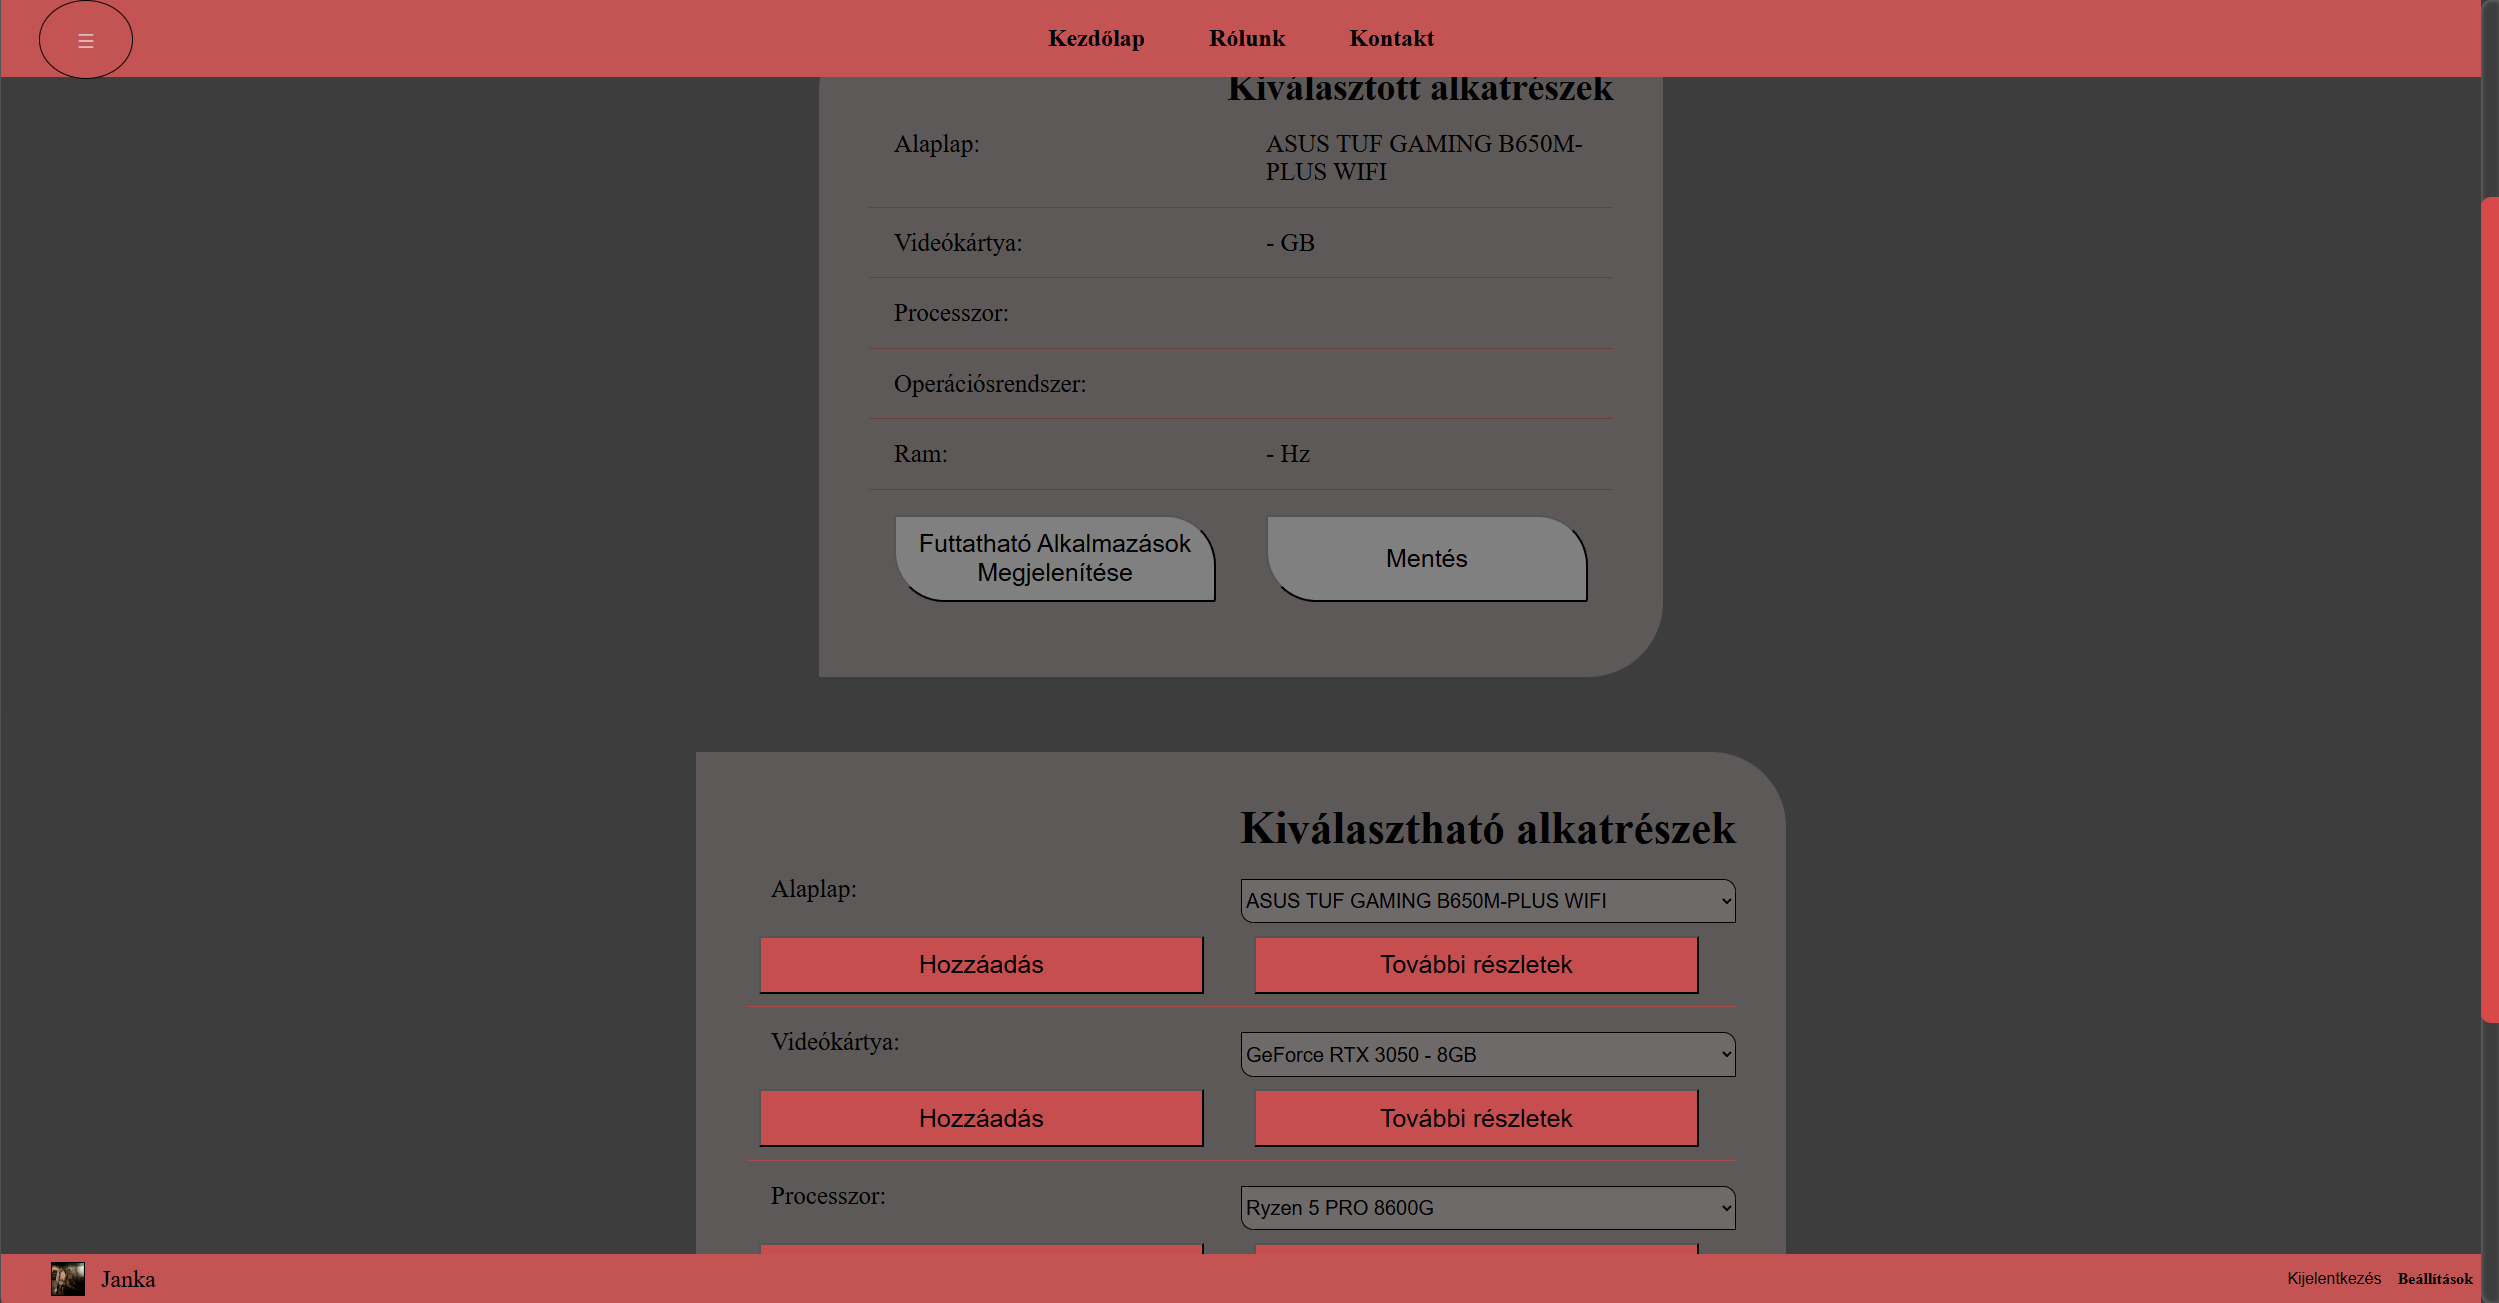 ☰
Kezdőlap Rólunk Kontakt
Kiválasztott alkatrészek
Alaplap: ASUS TUF GAMING B650M-
PLUS WIFI
Videókártya: - GB
Processzor:
Operációsrendszer:
Ram: - Hz
Futtatható Alkalmazások
Megjelenítése
Mentés
Kiválasztható alkatrészek
Alaplap: ASUS TUF GAMING B650M-PLUS WIFI
Hozzáadás További részletek
Videókártya: GeForce RTX 3050 - 8GB
Hozzáadás További részletek
Processzor: Ryzen 5 PRO 8600G
Janka Kijelentkezés Beállítások